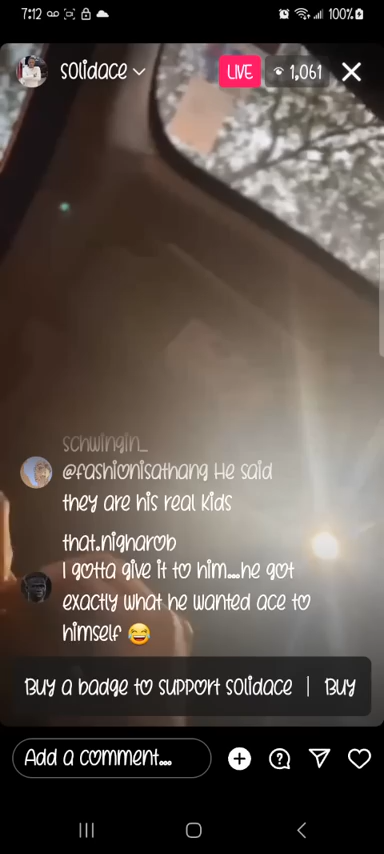 7:12 100%
solidace LIVE 1,061
schwingin_
@fashionisathang He said
they are his real kids
that.nigharob
I gotta give it to him...he got
exactly what he wanted ace to
himself 😂
Buy a badge to support solidace | Buy
Add a comment...